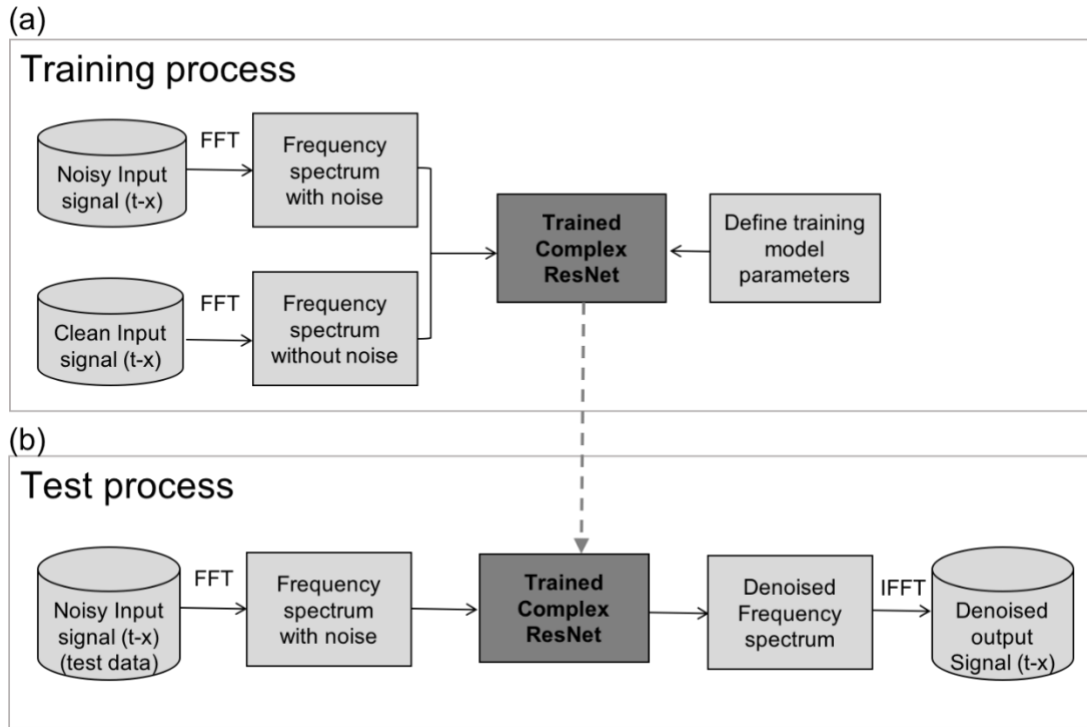 (a)
Training process
Noisy Input
signal (t-x)
FFT
Frequency
spectrum
with noise
Clean Input
signal (t-x)
FFT
Frequency
spectrum
without noise
Trained
Complex
ResNet
Define training
model
parameters
(b)
Test process
Noisy Input
signal (t-x)
(test data)
FFT
Frequency
spectrum
with noise
Trained
Complex
ResNet
Denoised
Frequency
spectrum
IFFT
Denoised
output
Signal (t-x)